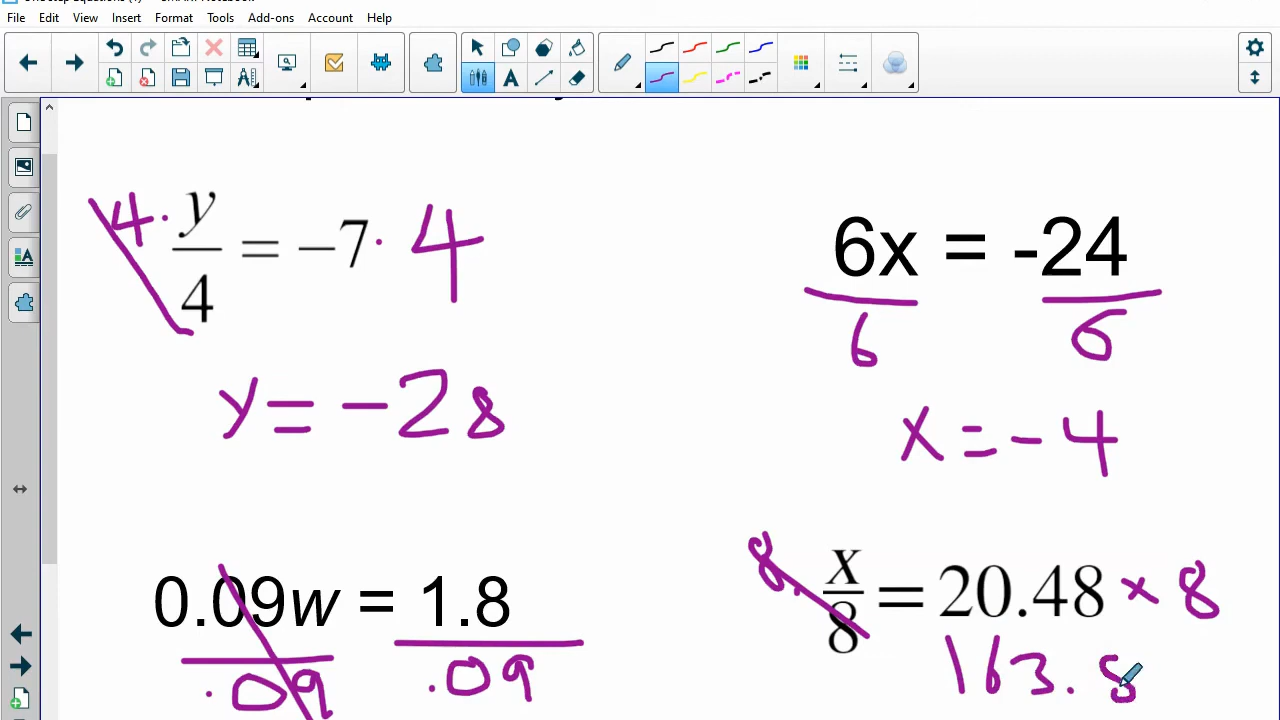 File Edit View Insert Format Tools Add-ons Account Help
4 · y/4 = −7 · 4
y = −28
6x = -24
6 6
x = −4
0.09w = 1.8
.09 .09
8 · x/8 = 20.48 × 8
163.8